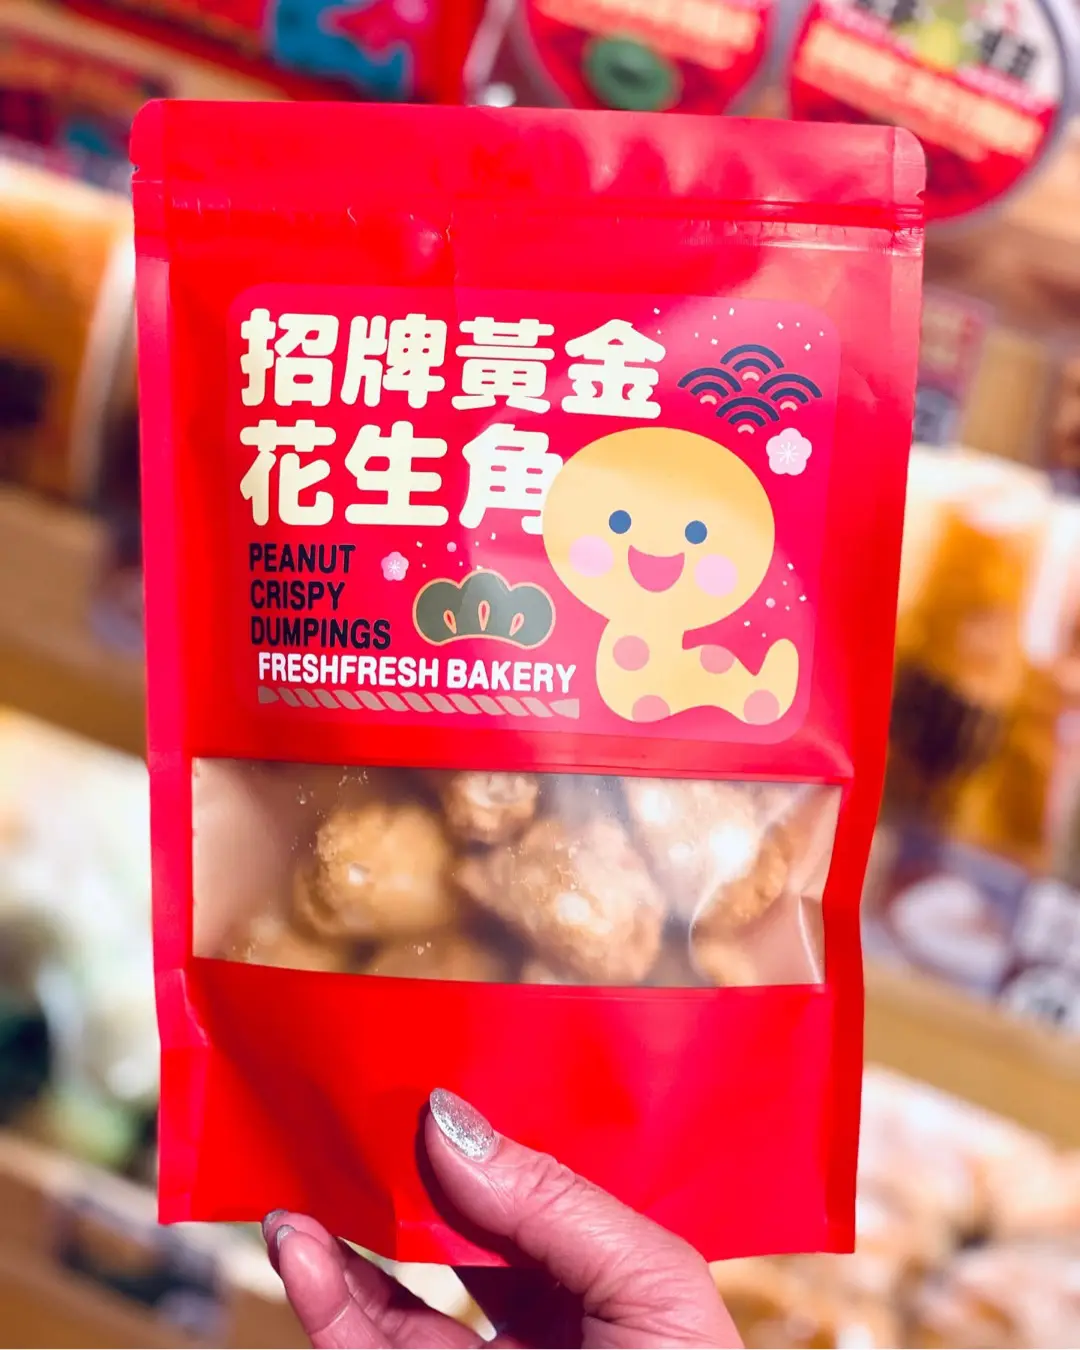 招牌黃金
花生角
PEANUT
CRISPY
DUMPINGS
FRESHFRESH BAKERY